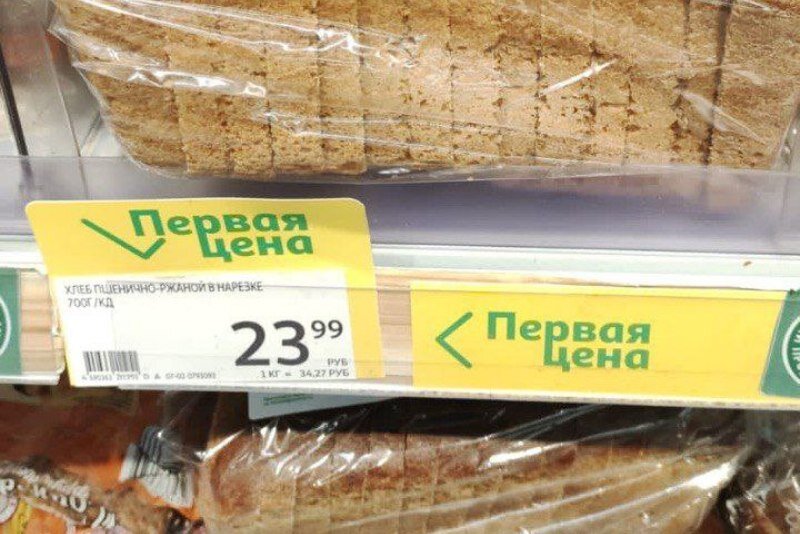 Первая
цена
ХЛЕБ ПШЕНИЧНО-РЖАНОЙ В НАРЕЗКЕ
700Г/КД
23 99
РУБ
1 КГ = 34,27 РУБ
Первая
цена